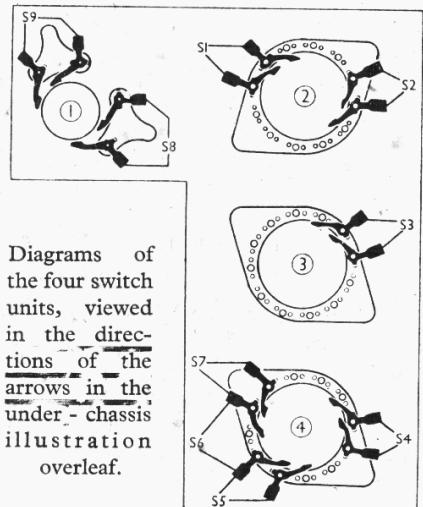 S9
S1
1
2
S2
S8
3
S3
Diagrams of
the four switch
units, viewed
in the direc-
tions of the
arrows in the
under - chassis
illustration
overleaf.
S7
S6
4
S4
S5